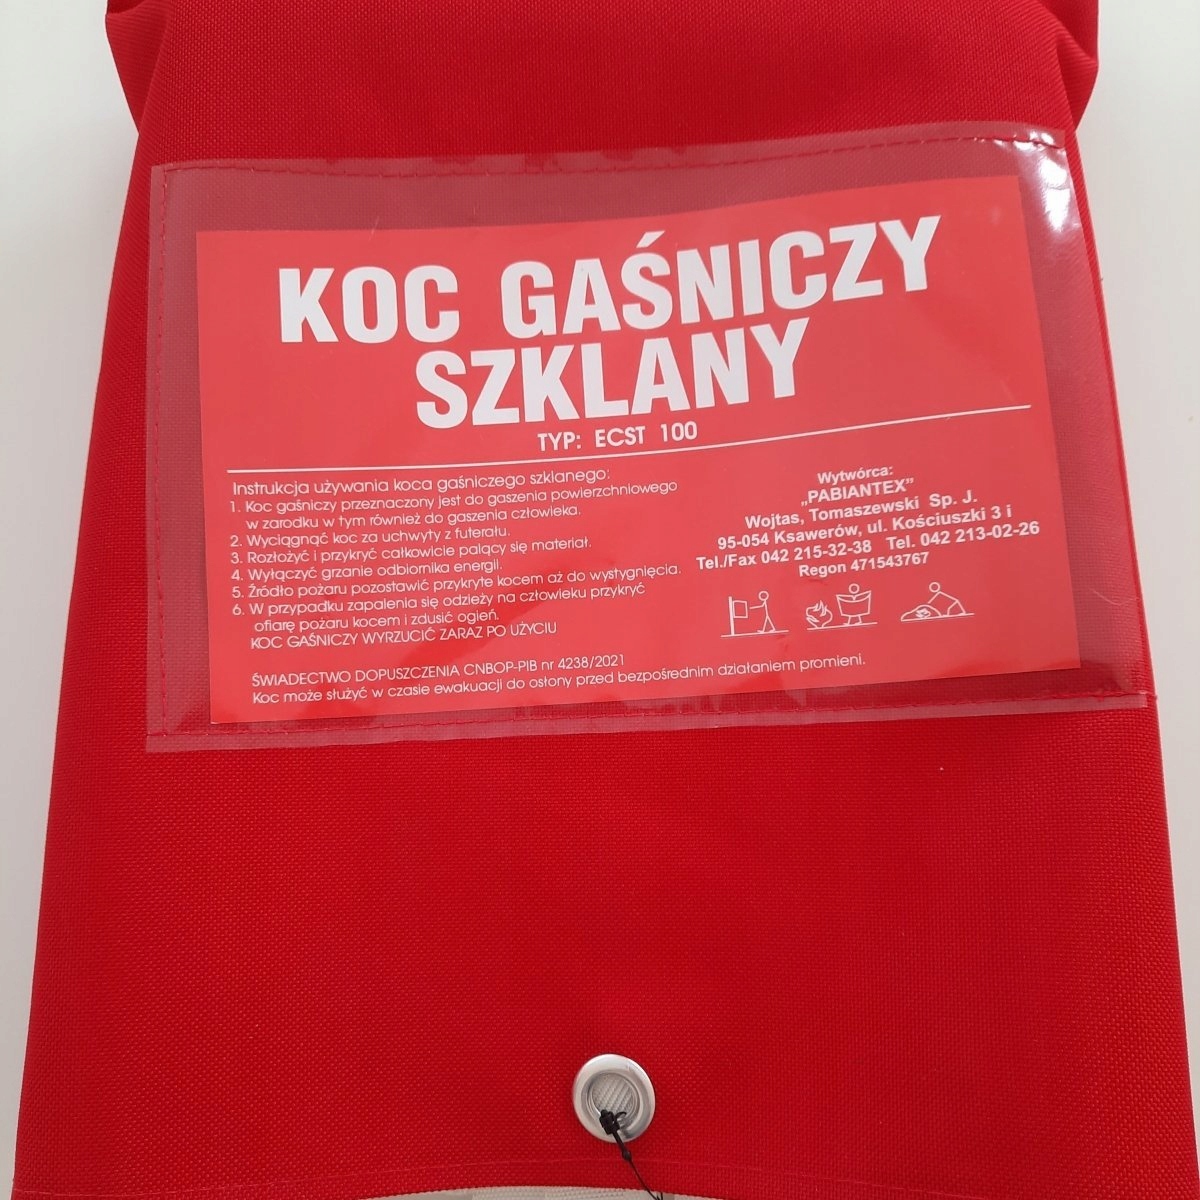 KOC GAŚNICZY
SZKLANY
TYP: ECST 100
Instrukcja używania koca gaśniczego szklanego:
1. Koc gaśniczy przeznaczony jest do gaszenia powierzchniowego
w zarodku w tym również do gaszenia człowieka.
2. Wyciągnąć koc za uchwyty z futerału.
3. Rozłożyć i przykryć całkowicie palący się materiał.
4. Wyłączyć grzanie odbiornika energii.
5. Źródło pożaru pozostawić przykryte kocem aż do wystygnięcia.
6. W przypadku zapalenia się odzieży na człowieku przykryć
ofiarę pożaru kocem i zdusić ogień.
KOC GAŚNICZY WYRZUCIĆ ZARAZ PO UŻYCIU
Wytwórca:
„PABIANTEX"
Wojtas, Tomaszewski Sp. J.
95-054 Ksawerów, ul. Kościuszki 3 i
Tel./Fax 042 215-32-38 Tel. 042 213-02-26
Regon 471543767
ŚWIADECTWO DOPUSZCZENIA CNBOP-PIB nr 4238/2021
Koc może służyć w czasie ewakuacji do osłony przed bezpośrednim działaniem promieni.